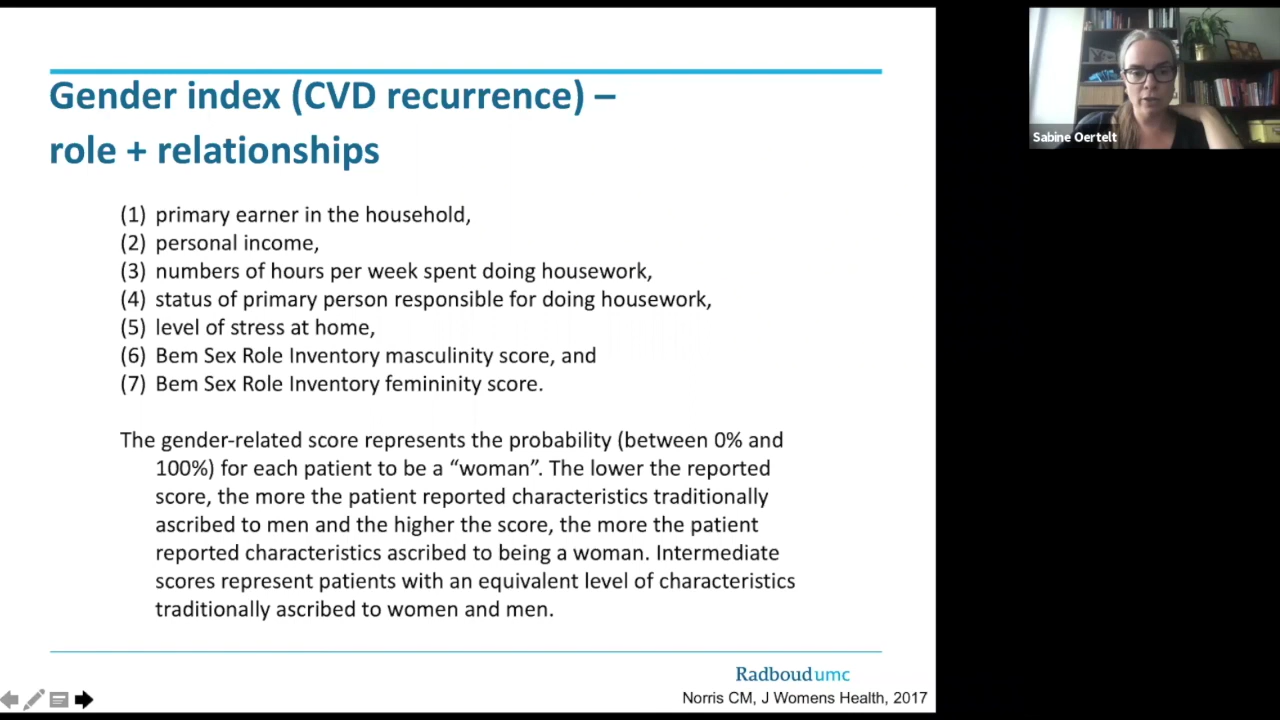 Gender index (CVD recurrence) –
role + relationships
(1) primary earner in the household,
(2) personal income,
(3) numbers of hours per week spent doing housework,
(4) status of primary person responsible for doing housework,
(5) level of stress at home,
(6) Bem Sex Role Inventory masculinity score, and
(7) Bem Sex Role Inventory femininity score.
The gender-related score represents the probability (between 0% and
100%) for each patient to be a “woman”. The lower the reported
score, the more the patient reported characteristics traditionally
ascribed to men and the higher the score, the more the patient
reported characteristics ascribed to being a woman. Intermediate
scores represent patients with an equivalent level of characteristics
traditionally ascribed to women and men.
Radboudumc
Norris CM, J Womens Health, 2017
Sabine Oertelt